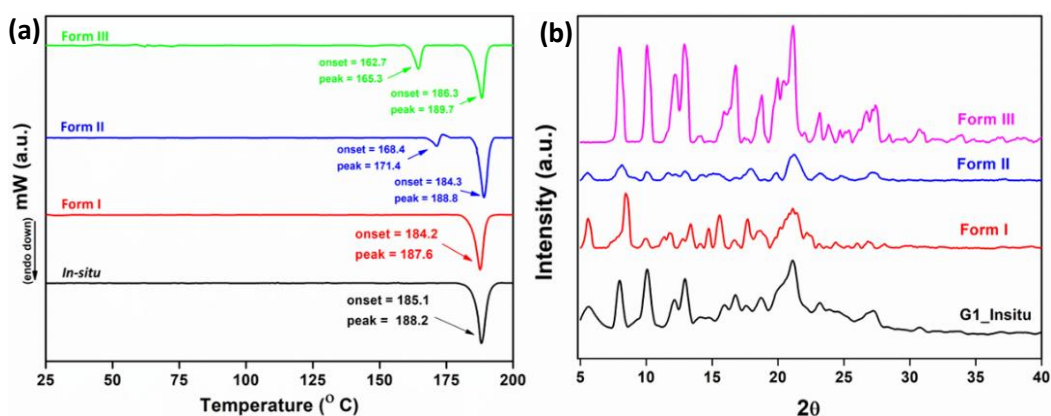 (a)
Form III
onset = 162.7
peak = 165.3
onset = 186.3
peak = 189.7
Form II
onset = 168.4
peak = 171.4
onset = 184.3
peak = 188.8
Form I
onset = 184.2
peak = 187.6
In-situ
onset = 185.1
peak = 188.2
mW (a.u.)
(endo down)
25 50 75 100 125 150 175 200
Temperature (° C)
(b)
Form III
Form II
Form I
G1_Insitu
Intensity (a.u.)
5 10 15 20 25 30 35 40
2θ